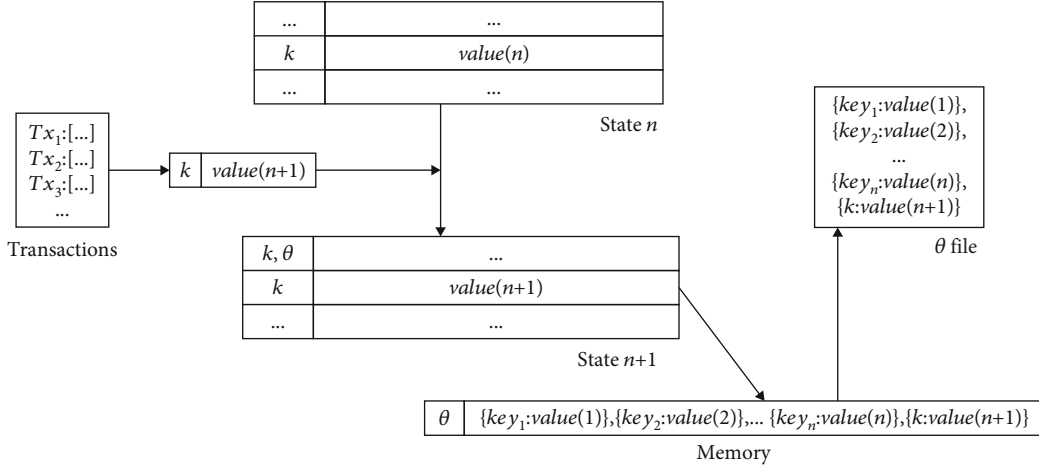 ... ...
k value(n)
... ...
State n
Tx₁:[...]
Tx₂:[...]
Tx₃:[...]
...
Transactions
k value(n+1)
{key₁:value(1)},
{key₂:value(2)},
...
{keyₙ:value(n)},
{k:value(n+1)}
θ file
k, θ ...
k value(n+1)
... ...
State n+1
θ {key₁:value(1)},{key₂:value(2)},... {keyₙ:value(n)},{k:value(n+1)}
Memory